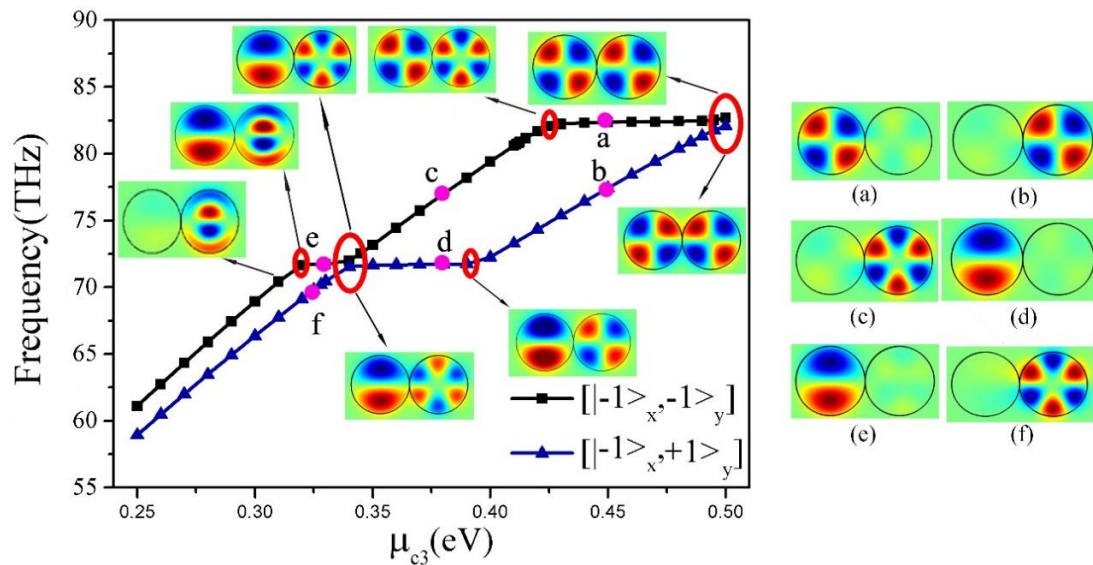 90
85
80
75
70
65
60
55
Frequency(THz)
a
b
c
d
e
f
[|-1>x,-1>y]
[|-1>x,+1>y]
0.25 0.30 0.35 0.40 0.45 0.50
μc3(eV)
(a) (b)
(c) (d)
(e) (f)